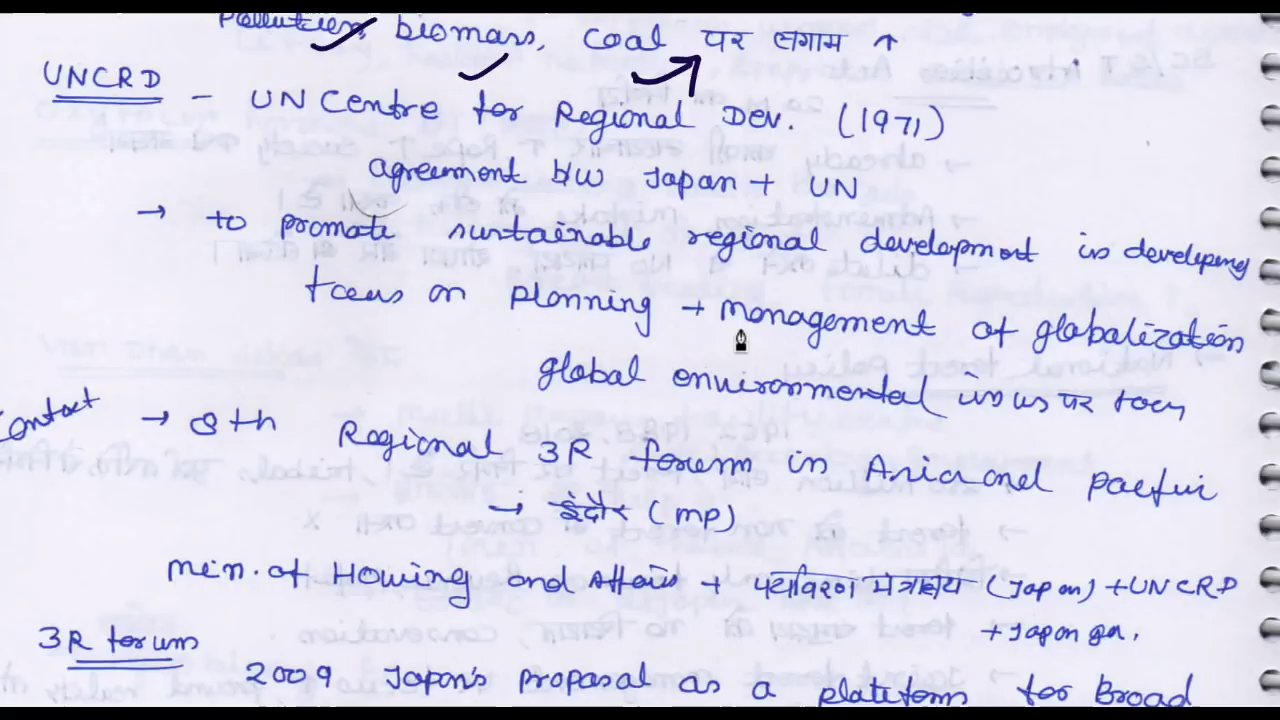 Pollution, biomass, coal पर लगाम ↑
UNCRD - UN Centre for Regional Dev. (1971)
agreement b/w Japan + UN
→ to promote sustainable regional development in developing
focus on planning + management of globalization
global environmental issues पर focus
Contact → 8th Regional 3R forum in Asia and pacific
→ इंदौर (MP)
Min. of Housing and Affairs + पर्यावरण मंत्रालय (Japan) + UNCRD
+ Japan
3R forum
2009 Japan's proposal as a platform for Broad